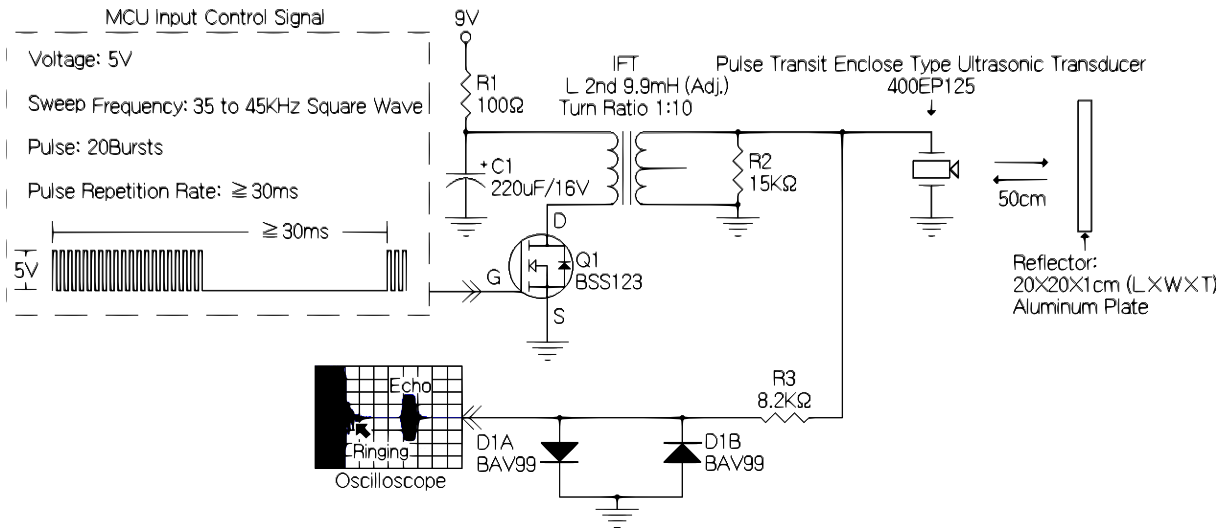 MCU Input Control Signal
Voltage: 5V
Sweep Frequency: 35 to 45KHz Square Wave
Pulse: 20Bursts
Pulse Repetition Rate: ≧30ms
≧30ms
5V
9V
R1
100Ω
+C1
220uF/16V
IFT
L 2nd 9.9mH (Adj.)
Turn Ratio 1:10
D
G
S
Q1
BSS123
R2
15KΩ
Pulse Transit Enclose Type Ultrasonic Transducer
400EP125
50cm
Reflector:
20X20X1cm (LXWXT)
Aluminum Plate
R3
8.2KΩ
D1A
BAV99
D1B
BAV99
Echo
Ringing
Oscilloscope